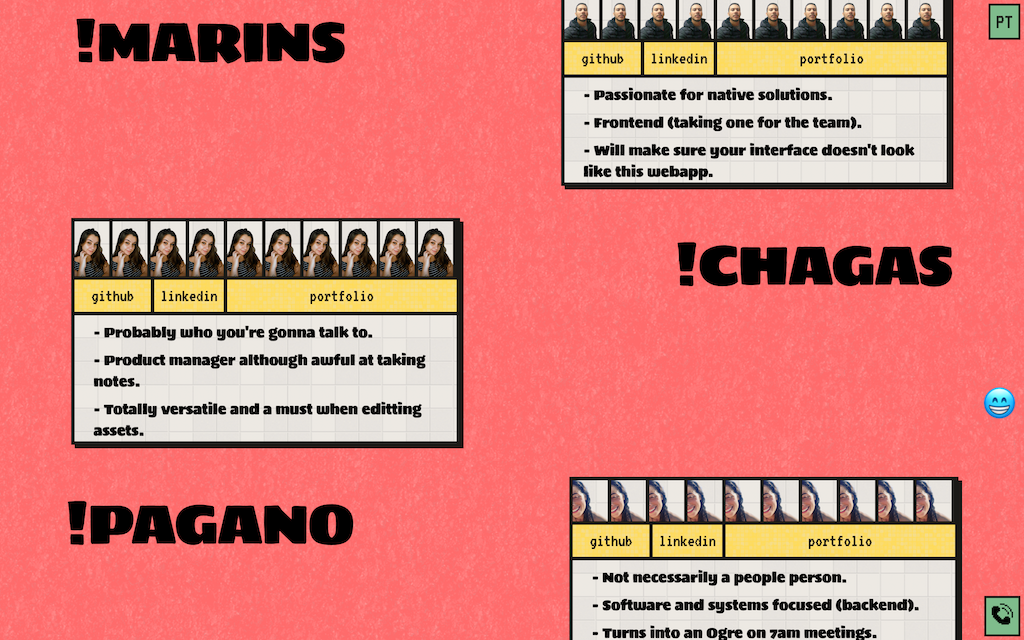 PT
!MARINS
github linkedin portfolio
- Passionate for native solutions.
- Frontend (taking one for the team).
- Will make sure your interface doesn't look
like this webapp.
!CHAGAS
github linkedin portfolio
- Probably who you're gonna talk to.
- Product manager although awful at taking
notes.
- Totally versatile and a must when editting
assets.
!PAGANO
github linkedin portfolio
- Not necessarily a people person.
- Software and systems focused (backend).
- Turns into an Ogre on 7am meetings.